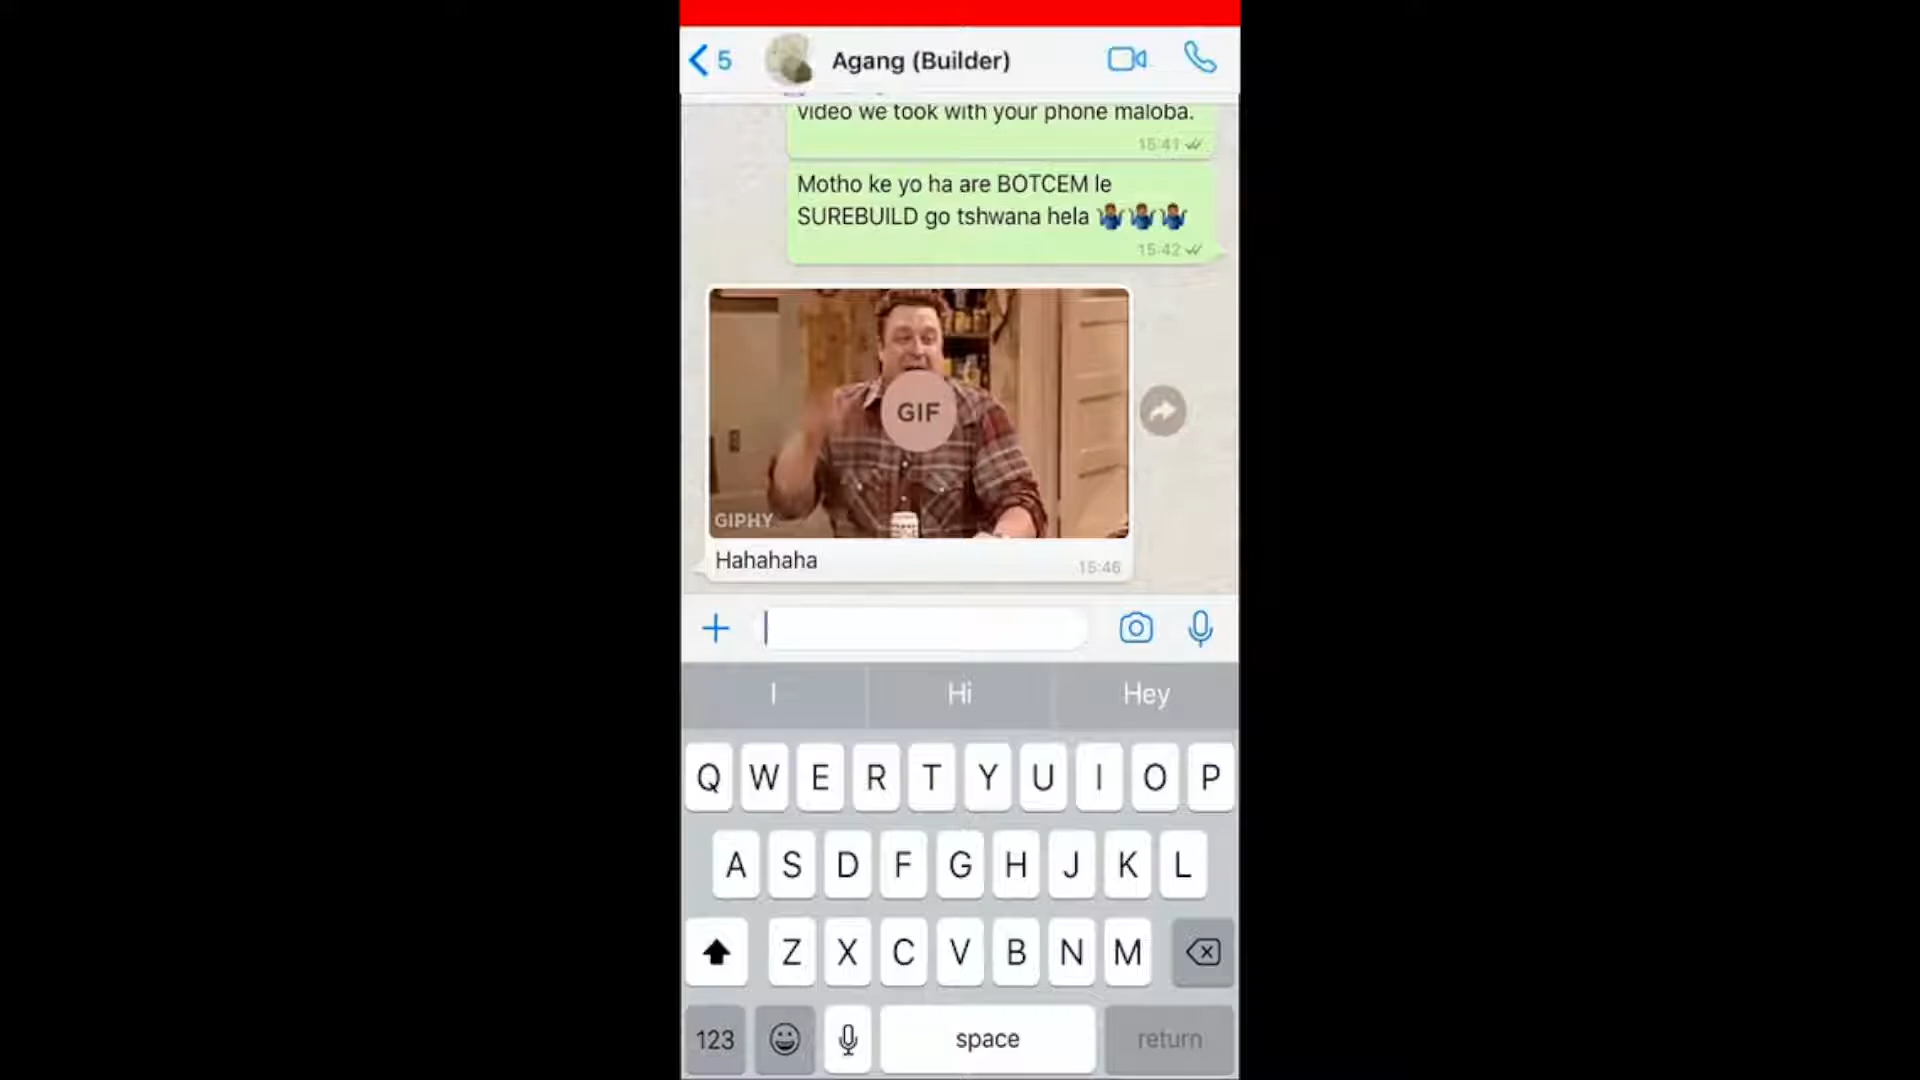 5
Agang (Builder)
video we took with your phone maloba.
15:41
Motho ke yo ha are BOTCEM le
SUREBUILD go tshwana hela 🤷🏾‍♂️🤷🏾‍♂️🤷🏾‍♂️
15:42
GIF
GIPHY
Hahahaha
15:46
I Hi Hey
Q W E R T Y U I O P
A S D F G H J K L
Z X C V B N M
123 space return